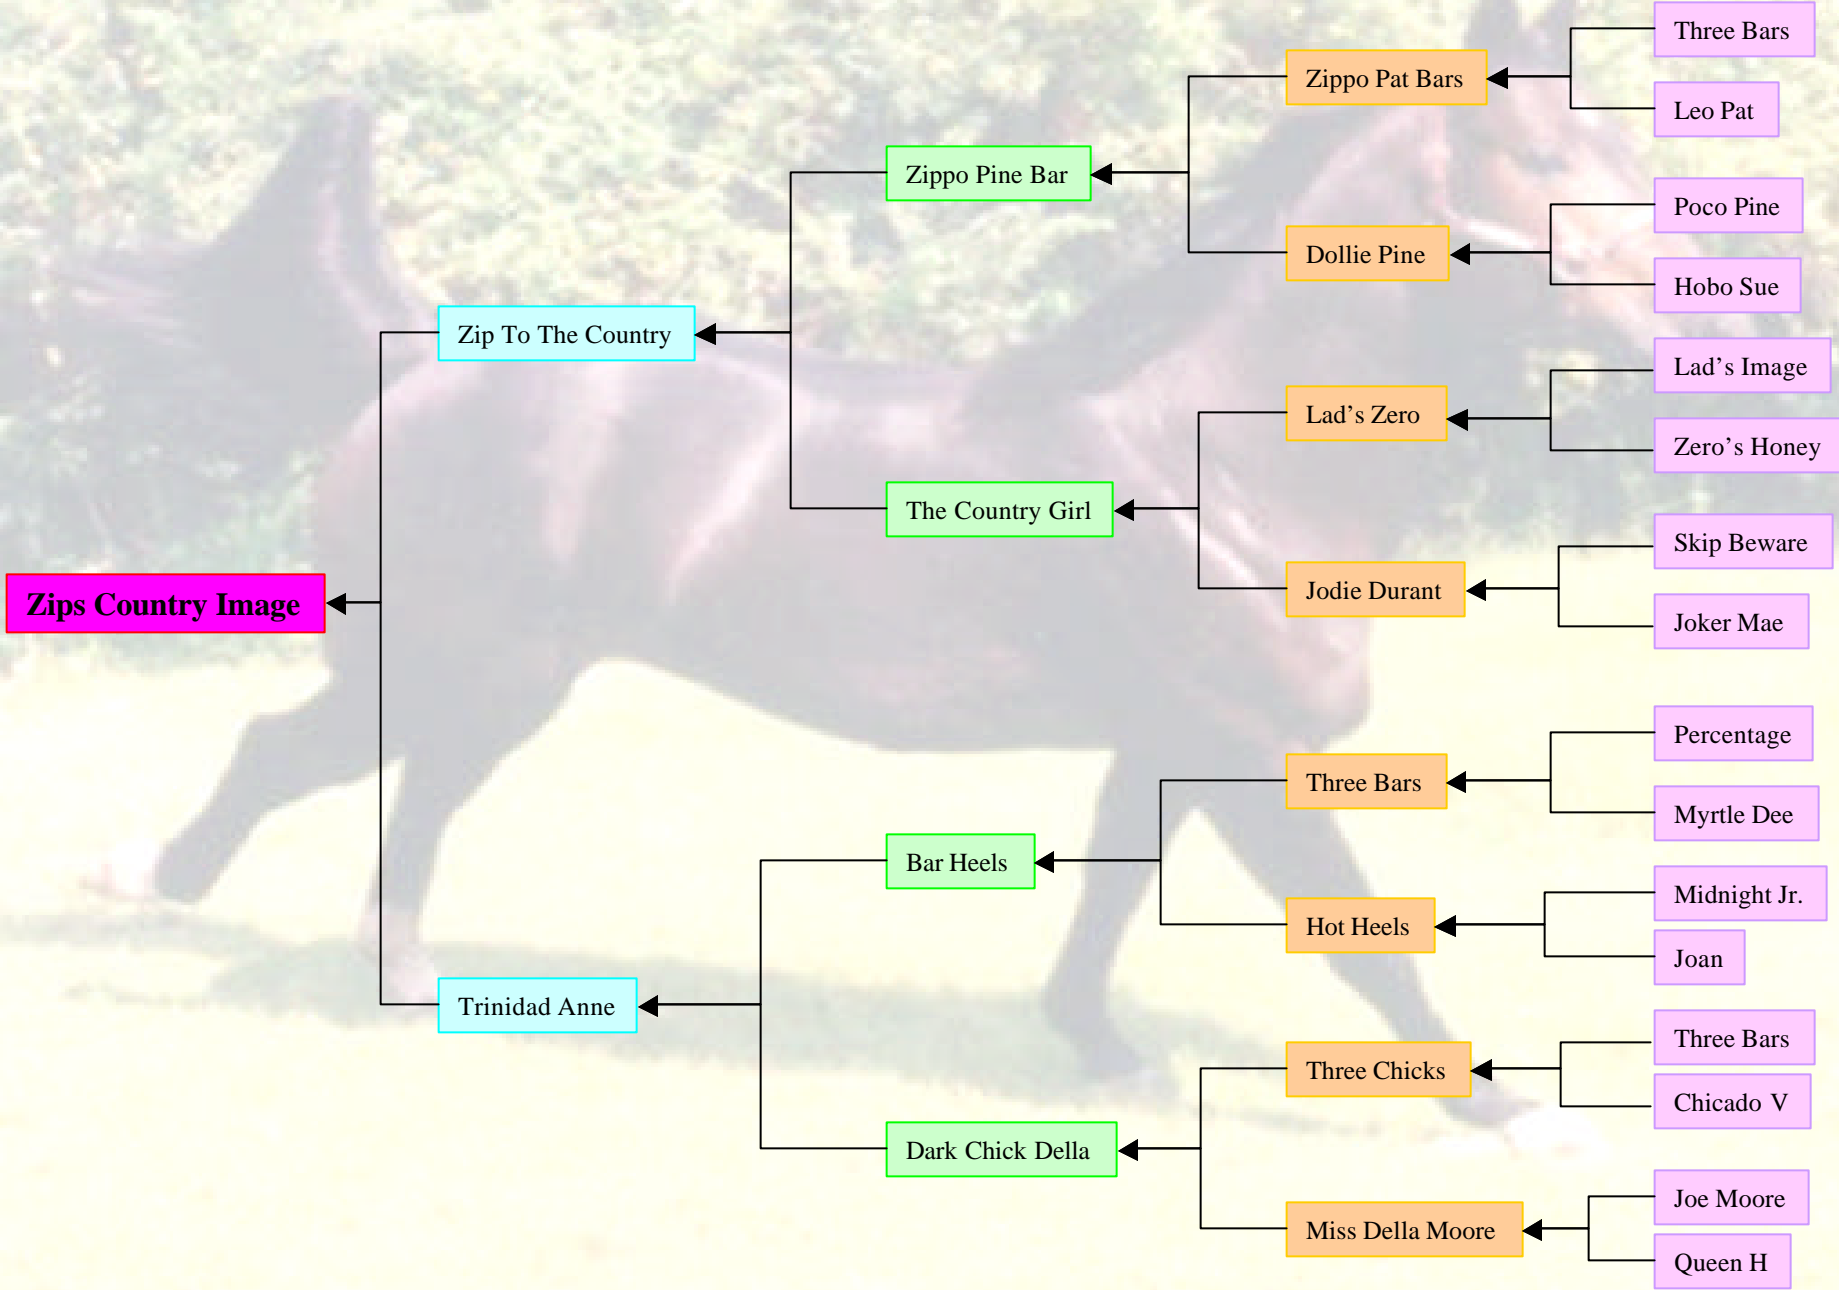 Three Bars
Zippo Pat Bars
Leo Pat
Zippo Pine Bar
Poco Pine
Dollie Pine
Hobo Sue
Zip To The Country
Lad’s Image
Lad’s Zero
Zero’s Honey
The Country Girl
Skip Beware
Jodie Durant
Joker Mae
Zips Country Image
Percentage
Three Bars
Myrtle Dee
Bar Heels
Midnight Jr.
Hot Heels
Joan
Trinidad Anne
Three Bars
Three Chicks
Chicado V
Dark Chick Della
Joe Moore
Miss Della Moore
Queen H